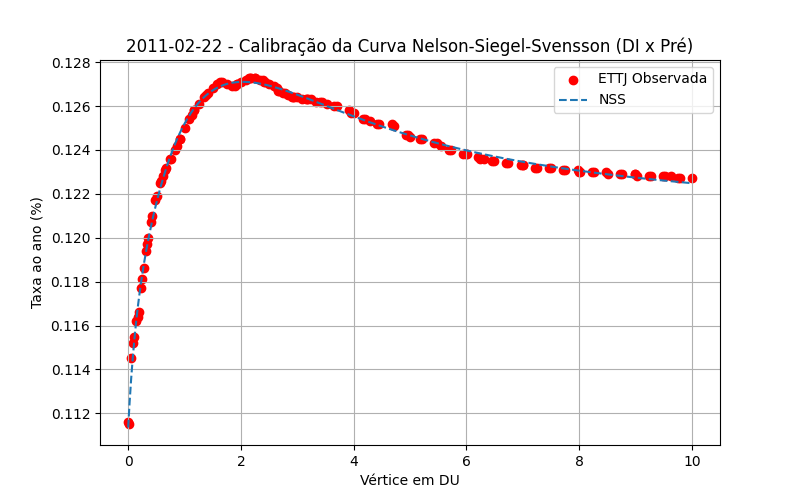 2011-02-22 - Calibração da Curva Nelson-Siegel-Svensson (DI x Pré)
0.128
0.126
0.124
0.122
0.120
0.118
0.116
0.114
0.112
Taxa ao ano (%)
ETTJ Observada
NSS
0 2 4 6 8 10
Vértice em DU